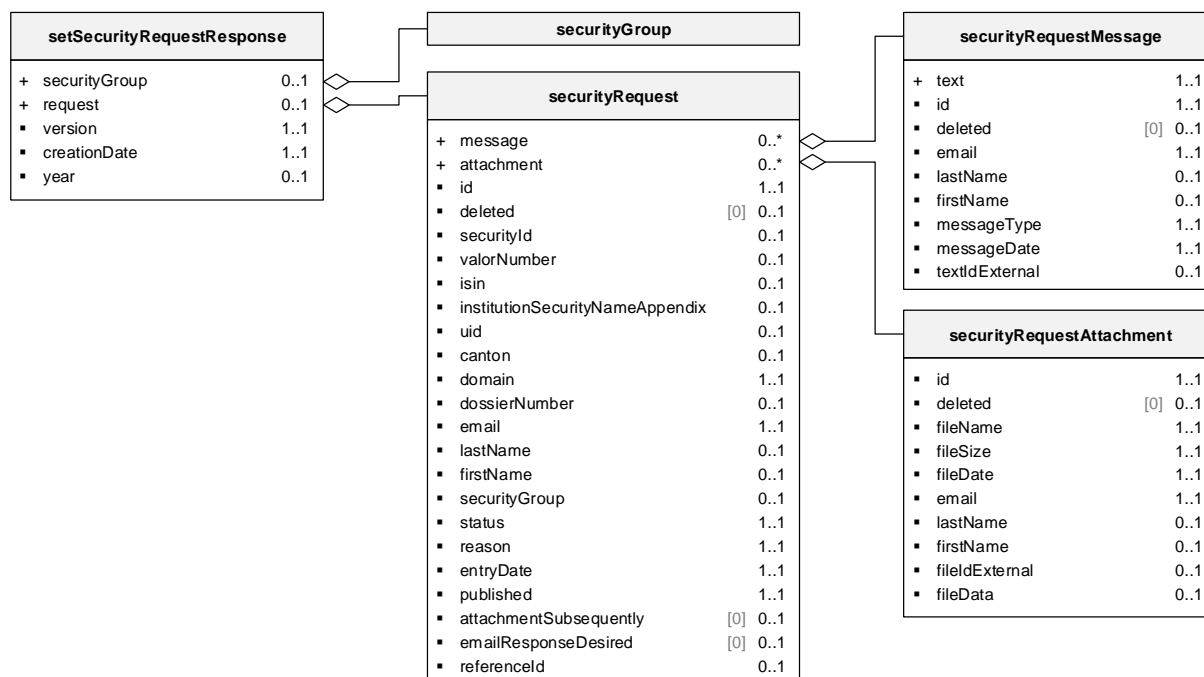 setSecurityRequestResponse
+ securityGroup 0..1
+ request 0..1
▪ version 1..1
▪ creationDate 1..1
▪ year 0..1
securityGroup
securityRequest
+ message 0..*
+ attachment 0..*
▪ id 1..1
▪ deleted [0] 0..1
▪ securityId 0..1
▪ valorNumber 0..1
▪ isin 0..1
▪ institutionSecurityNameAppendix 0..1
▪ uid 0..1
▪ canton 0..1
▪ domain 1..1
▪ dossierNumber 0..1
▪ email 1..1
▪ lastName 0..1
▪ firstName 0..1
▪ securityGroup 0..1
▪ status 1..1
▪ reason 1..1
▪ entryDate 1..1
▪ published 1..1
▪ attachmentSubsequently [0] 0..1
▪ emailResponseDesired [0] 0..1
▪ referenceId 0..1
securityRequestMessage
+ text 1..1
▪ id 1..1
▪ deleted [0] 0..1
▪ email 1..1
▪ lastName 0..1
▪ firstName 0..1
▪ messageType 1..1
▪ messageDate 1..1
▪ textIdExternal 0..1
securityRequestAttachment
▪ id 1..1
▪ deleted [0] 0..1
▪ fileName 1..1
▪ fileSize 1..1
▪ fileDate 1..1
▪ email 1..1
▪ lastName 0..1
▪ firstName 0..1
▪ fileIdExternal 0..1
▪ fileData 0..1